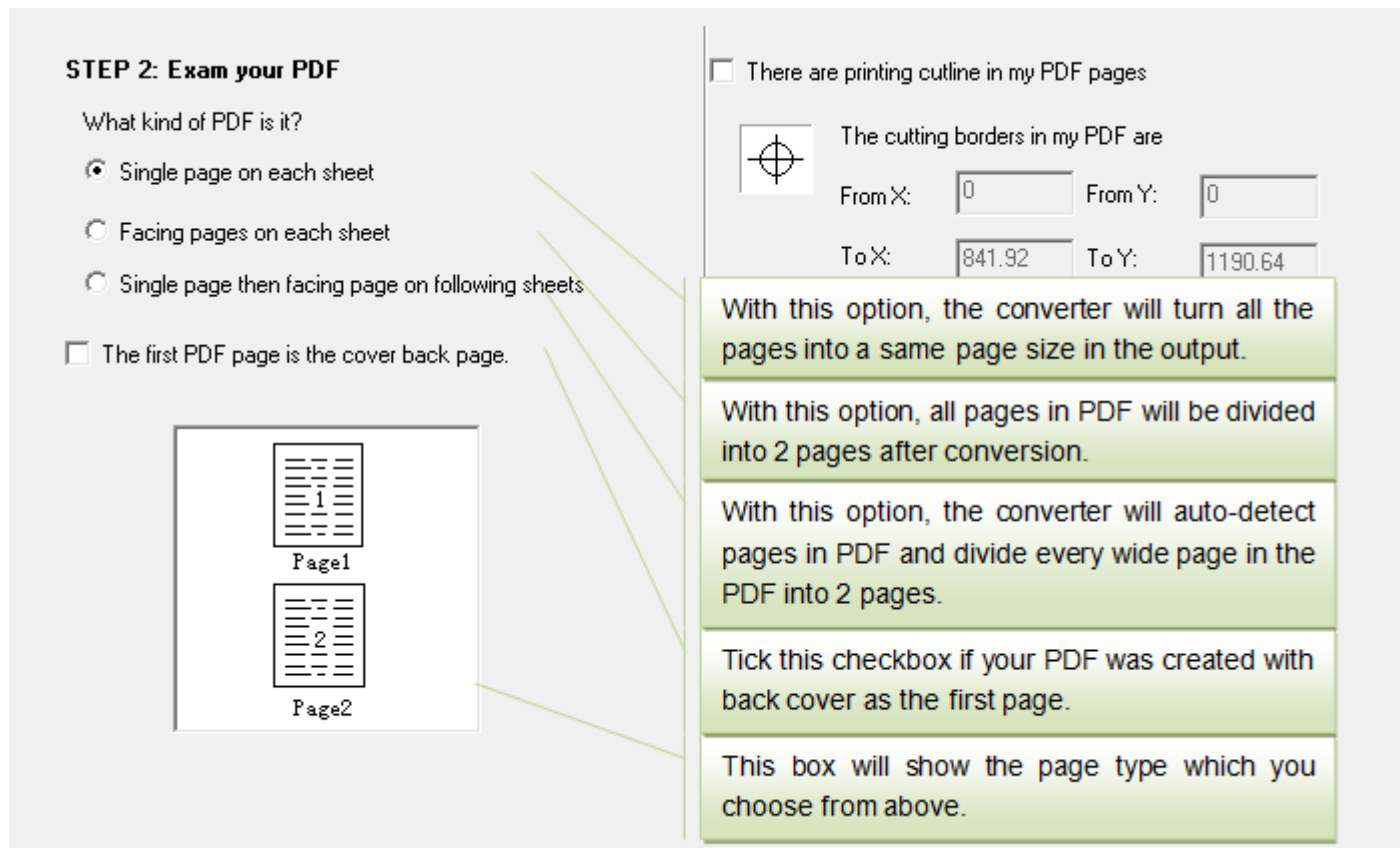 STEP 2: Exam your PDF
What kind of PDF is it?
Single page on each sheet
Facing pages on each sheet
Single page then facing page on following sheets
The first PDF page is the cover back page.
1
Page1
2
Page2
There are printing cutline in my PDF pages
The cutting borders in my PDF are
From X: 0 From Y: 0
To X: 841.92 To Y: 1190.64
With this option, the converter will turn all the
pages into a same page size in the output.
With this option, all pages in PDF will be divided
into 2 pages after conversion.
With this option, the converter will auto-detect
pages in PDF and divide every wide page in the
PDF into 2 pages.
Tick this checkbox if your PDF was created with
back cover as the first page.
This box will show the page type which you
choose from above.